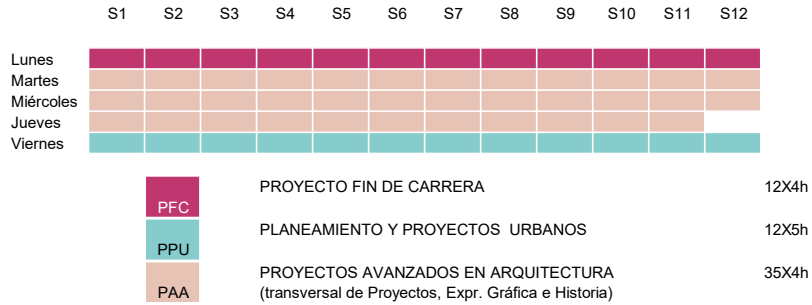 S1 S2 S3 S4 S5 S6 S7 S8 S9 S10 S11 S12
Lunes
Martes
Miércoles
Jueves
Viernes
PFC PROYECTO FIN DE CARRERA 12X4h
PPU PLANEAMIENTO Y PROYECTOS URBANOS 12X5h
PAA PROYECTOS AVANZADOS EN ARQUITECTURA 35X4h
(transversal de Proyectos, Expr. Gráfica e Historia)